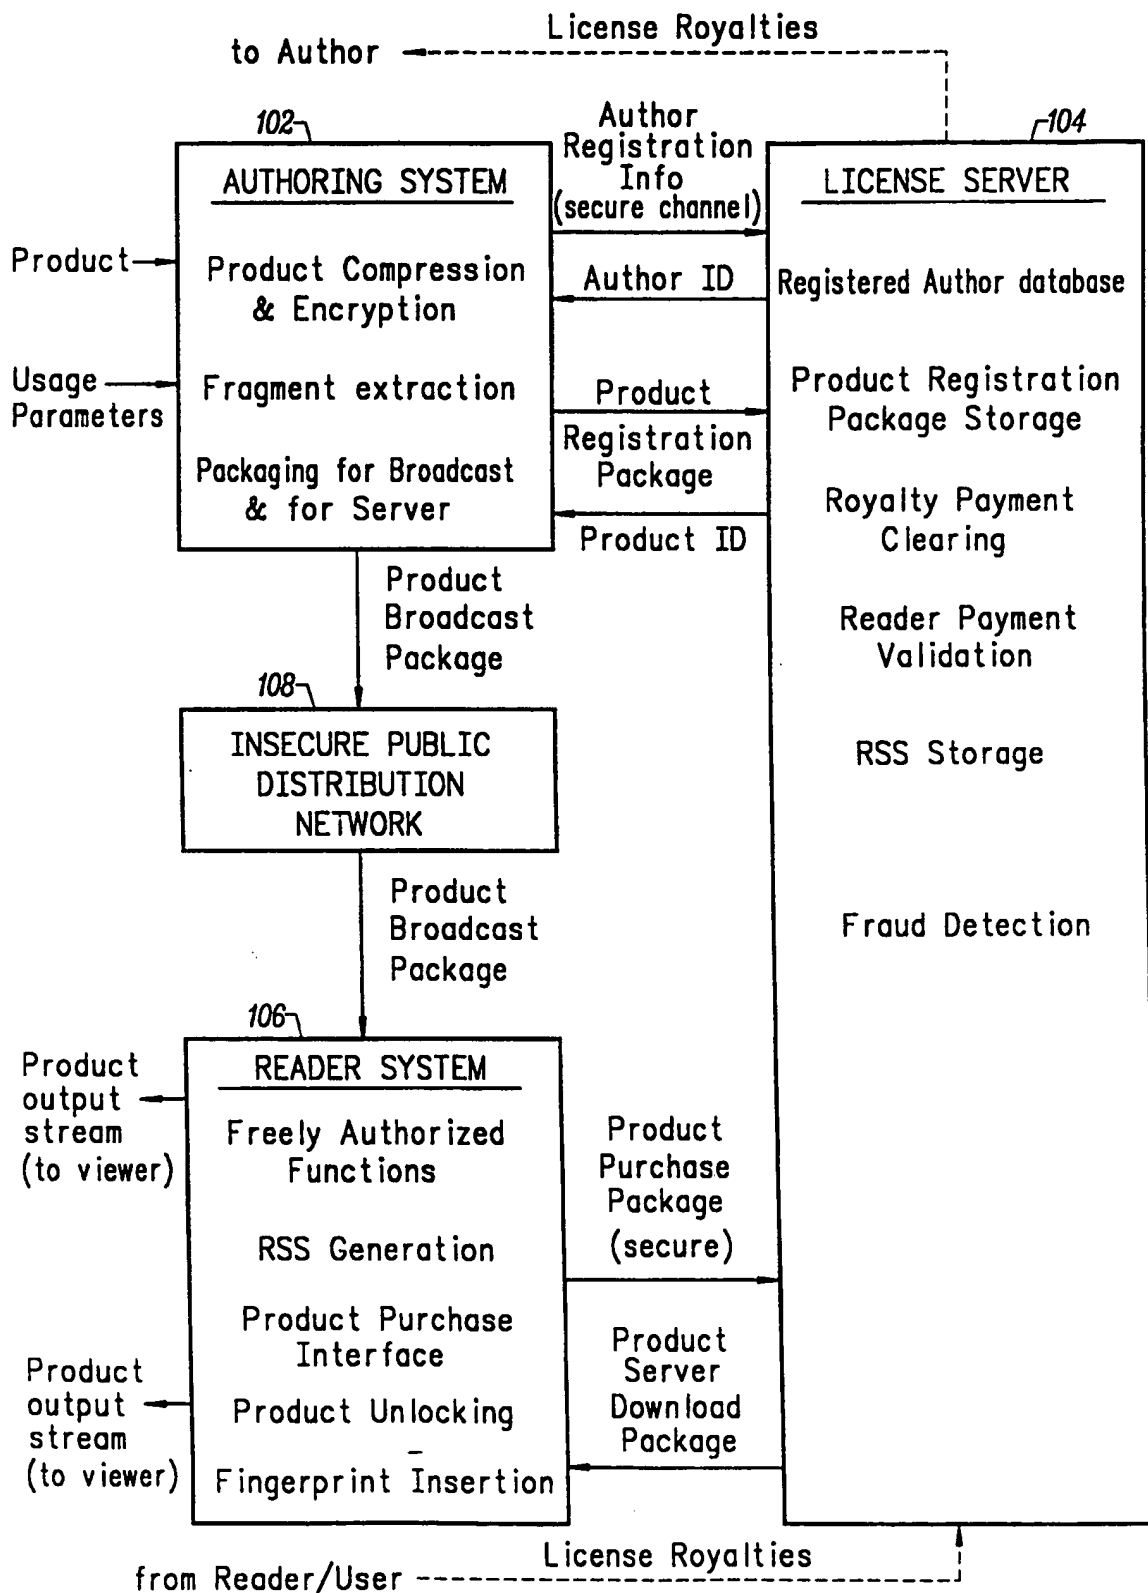 License Royalties
to Author
102
104
AUTHORING SYSTEM
Product Compression
& Encryption
Fragment extraction
Packaging for Broadcast
& for Server
Product
Usage
Parameters
Author
Registration
Info
(secure channel)
Author ID
Product
Registration
Package
Product ID
LICENSE SERVER
Registered Author database
Product Registration
Package Storage
Royalty Payment
Clearing
Reader Payment
Validation
RSS Storage
Fraud Detection
Product
Broadcast
Package
108
INSECURE PUBLIC
DISTRIBUTION
NETWORK
Product
Broadcast
Package
106
READER SYSTEM
Freely Authorized
Functions
RSS Generation
Product Purchase
Interface
Product Unlocking
Fingerprint Insertion
Product
output
stream
(to viewer)
Product
output
stream
(to viewer)
Product
Purchase
Package
(secure)
Product
Server
Download
Package
License Royalties
from Reader/User